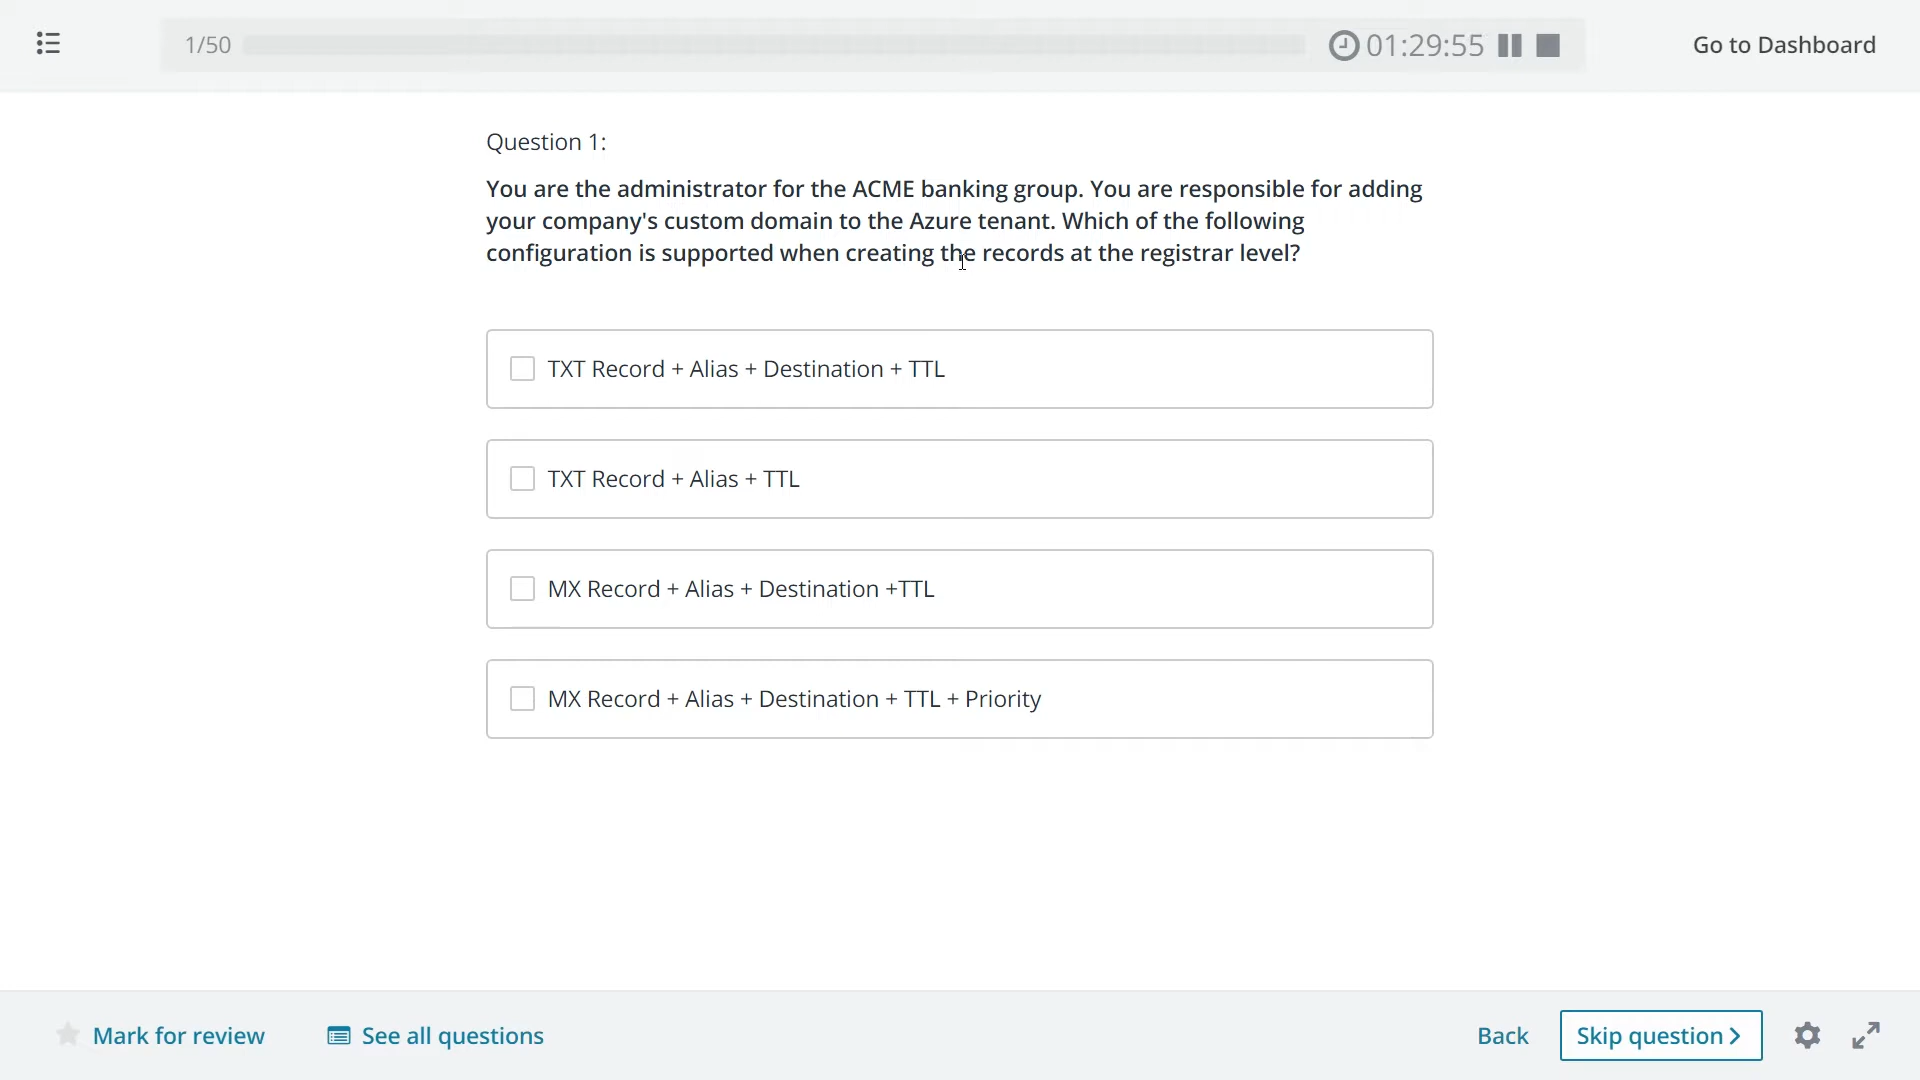 1/50
01:29:55
Go to Dashboard
Question 1:
You are the administrator for the ACME banking group. You are responsible for adding
your company's custom domain to the Azure tenant. Which of the following
configuration is supported when creating the records at the registrar level?
TXT Record + Alias + Destination + TTL
TXT Record + Alias + TTL
MX Record + Alias + Destination +TTL
MX Record + Alias + Destination + TTL + Priority
Mark for review
See all questions
Back
Skip question